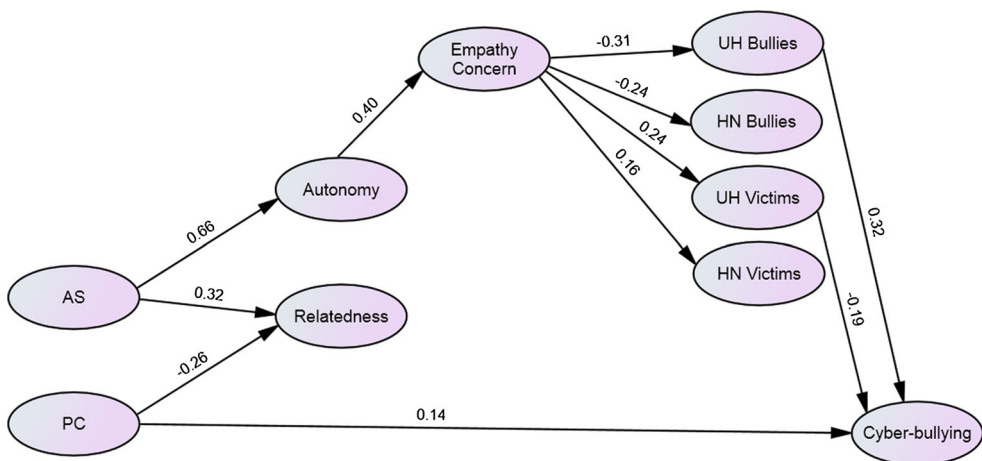 Empathy
Concern
-0.31
UH Bullies
-0.24
HN Bullies
0.24
0.16
0.40
Autonomy
UH Victims
0.66
0.32
HN Victims
AS
0.32
Relatedness
-0.19
-0.26
PC
0.14
Cyber-bullying